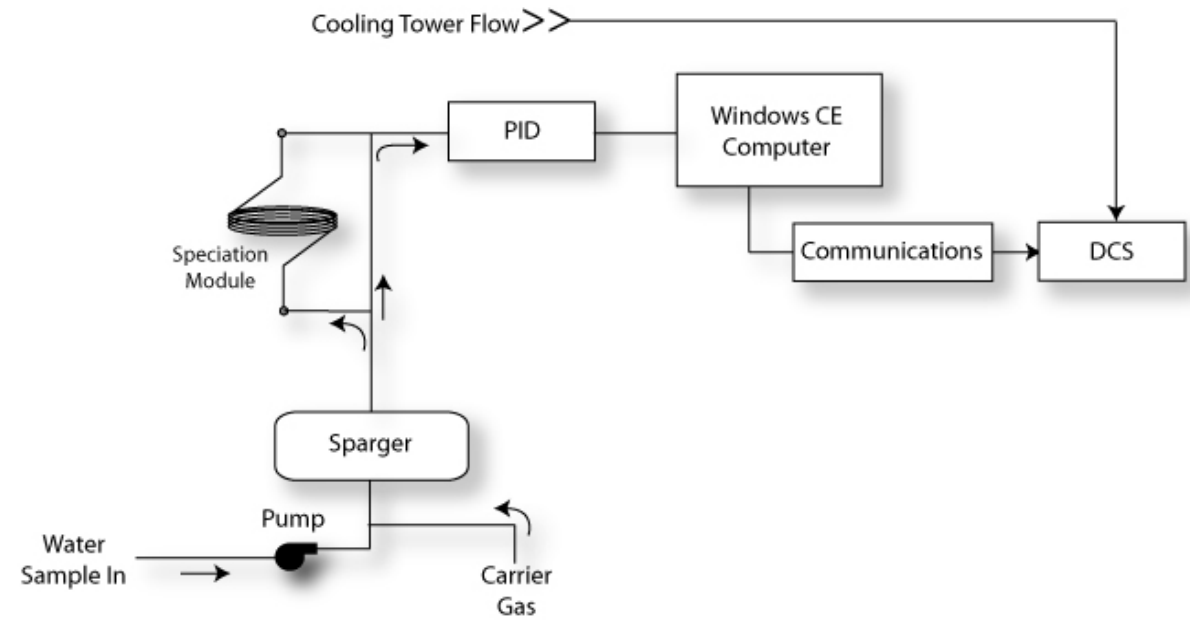 Cooling Tower Flow >>
PID
Windows CE
Computer
Speciation
Module
Communications
DCS
Sparger
Pump
Water
Sample In
Carrier
Gas